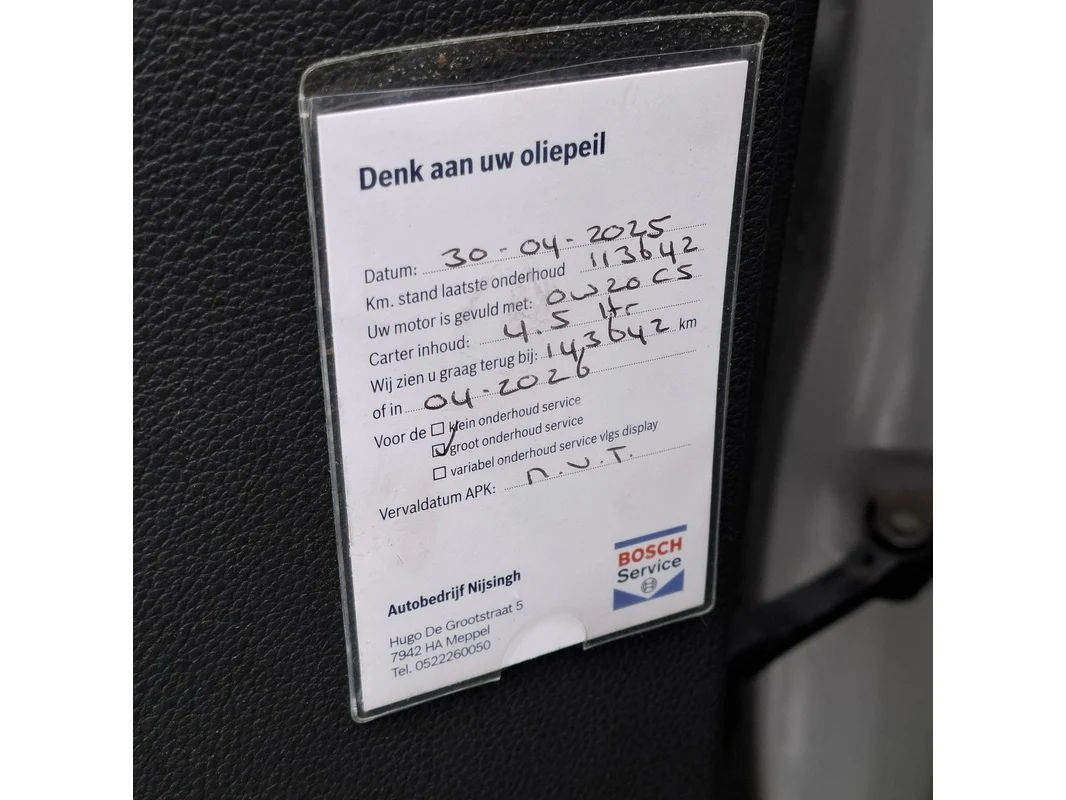 Denk aan uw oliepeil
Datum: 30-04-2025
Km. stand laatste onderhoud 113642
Uw motor is gevuld met: 0W20 C5
Carter inhoud: 4.5 ltr
Wij zien u graag terug bij: 143642 km
of in 04-2026
Voor de klein onderhoud service
groot onderhoud service
variabel onderhoud service vlgs display
Vervaldatum APK: n.v.T.
Autobedrijf Nijsingh
Hugo De Grootstraat 5
7942 HA Meppel
Tel. 0522260050
BOSCH
Service